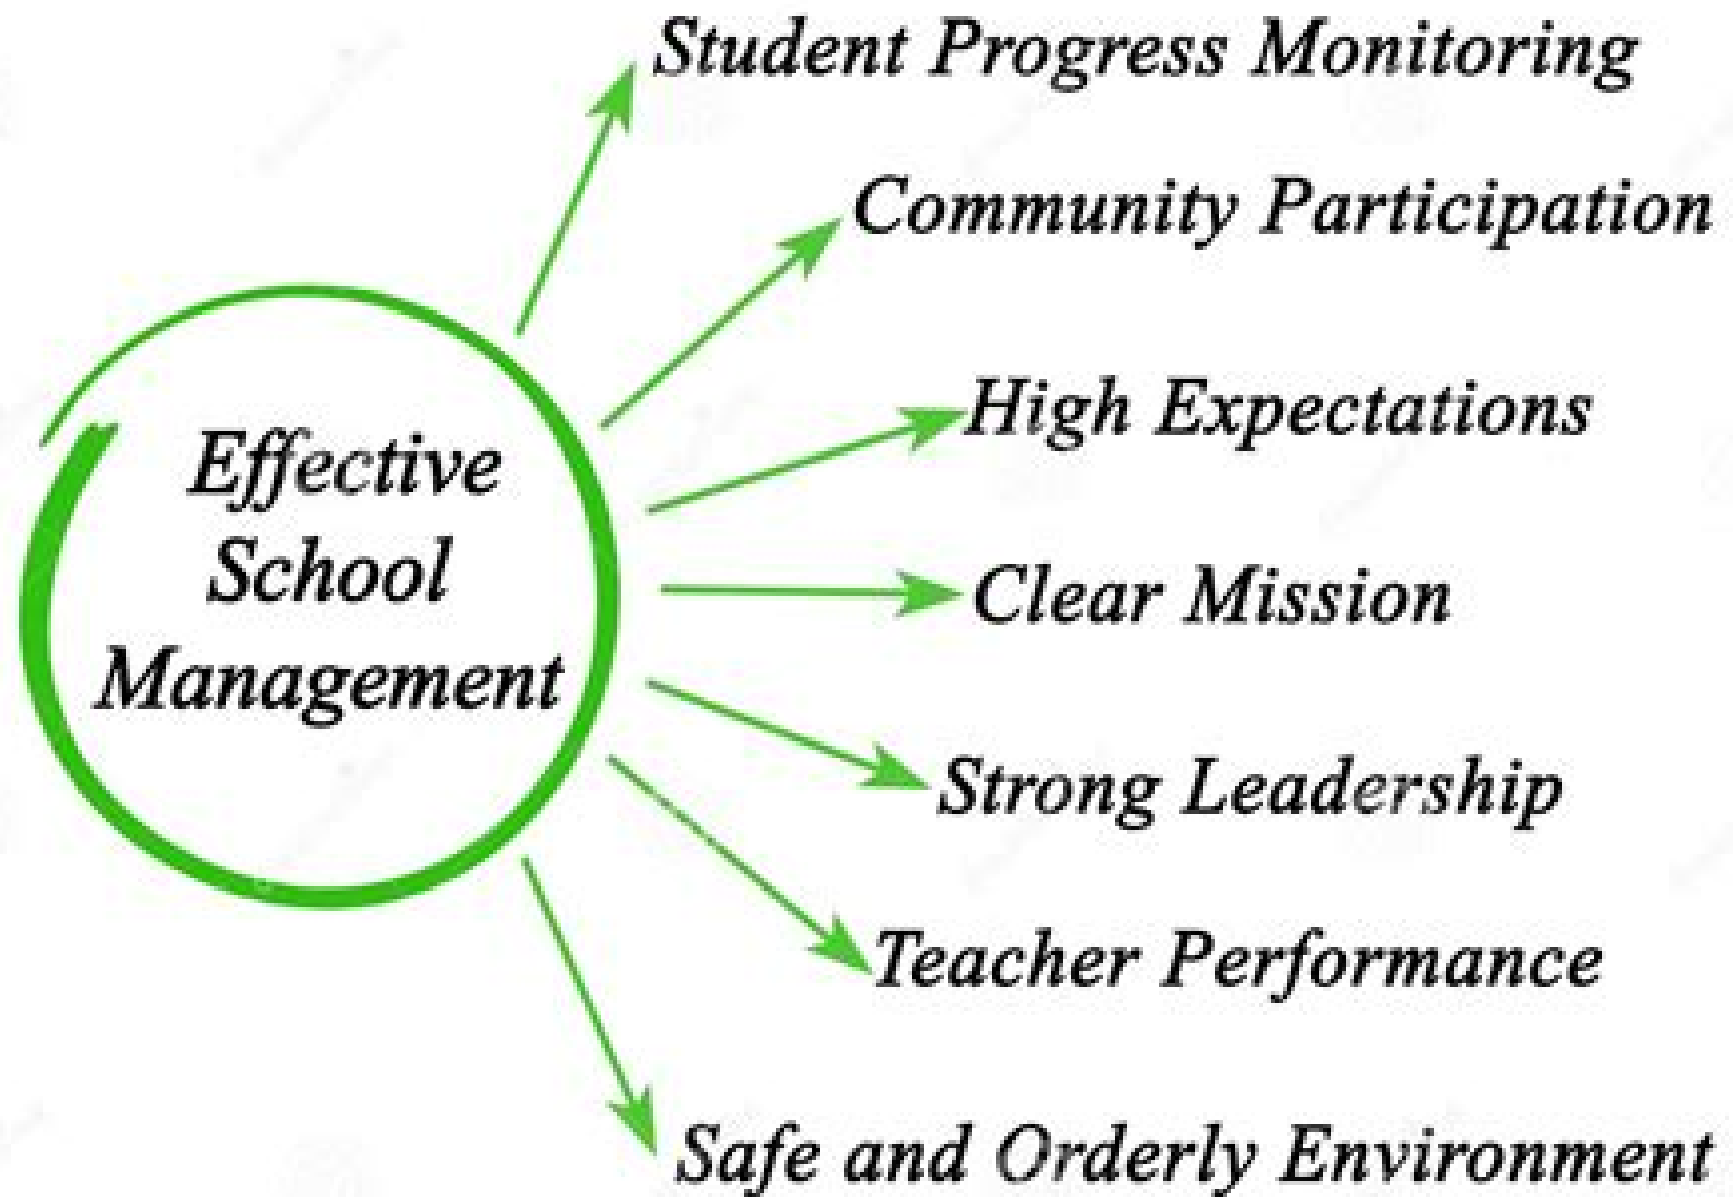 Effective
School
Management
Student Progress Monitoring
Community Participation
High Expectations
Clear Mission
Strong Leadership
Teacher Performance
Safe and Orderly Environment